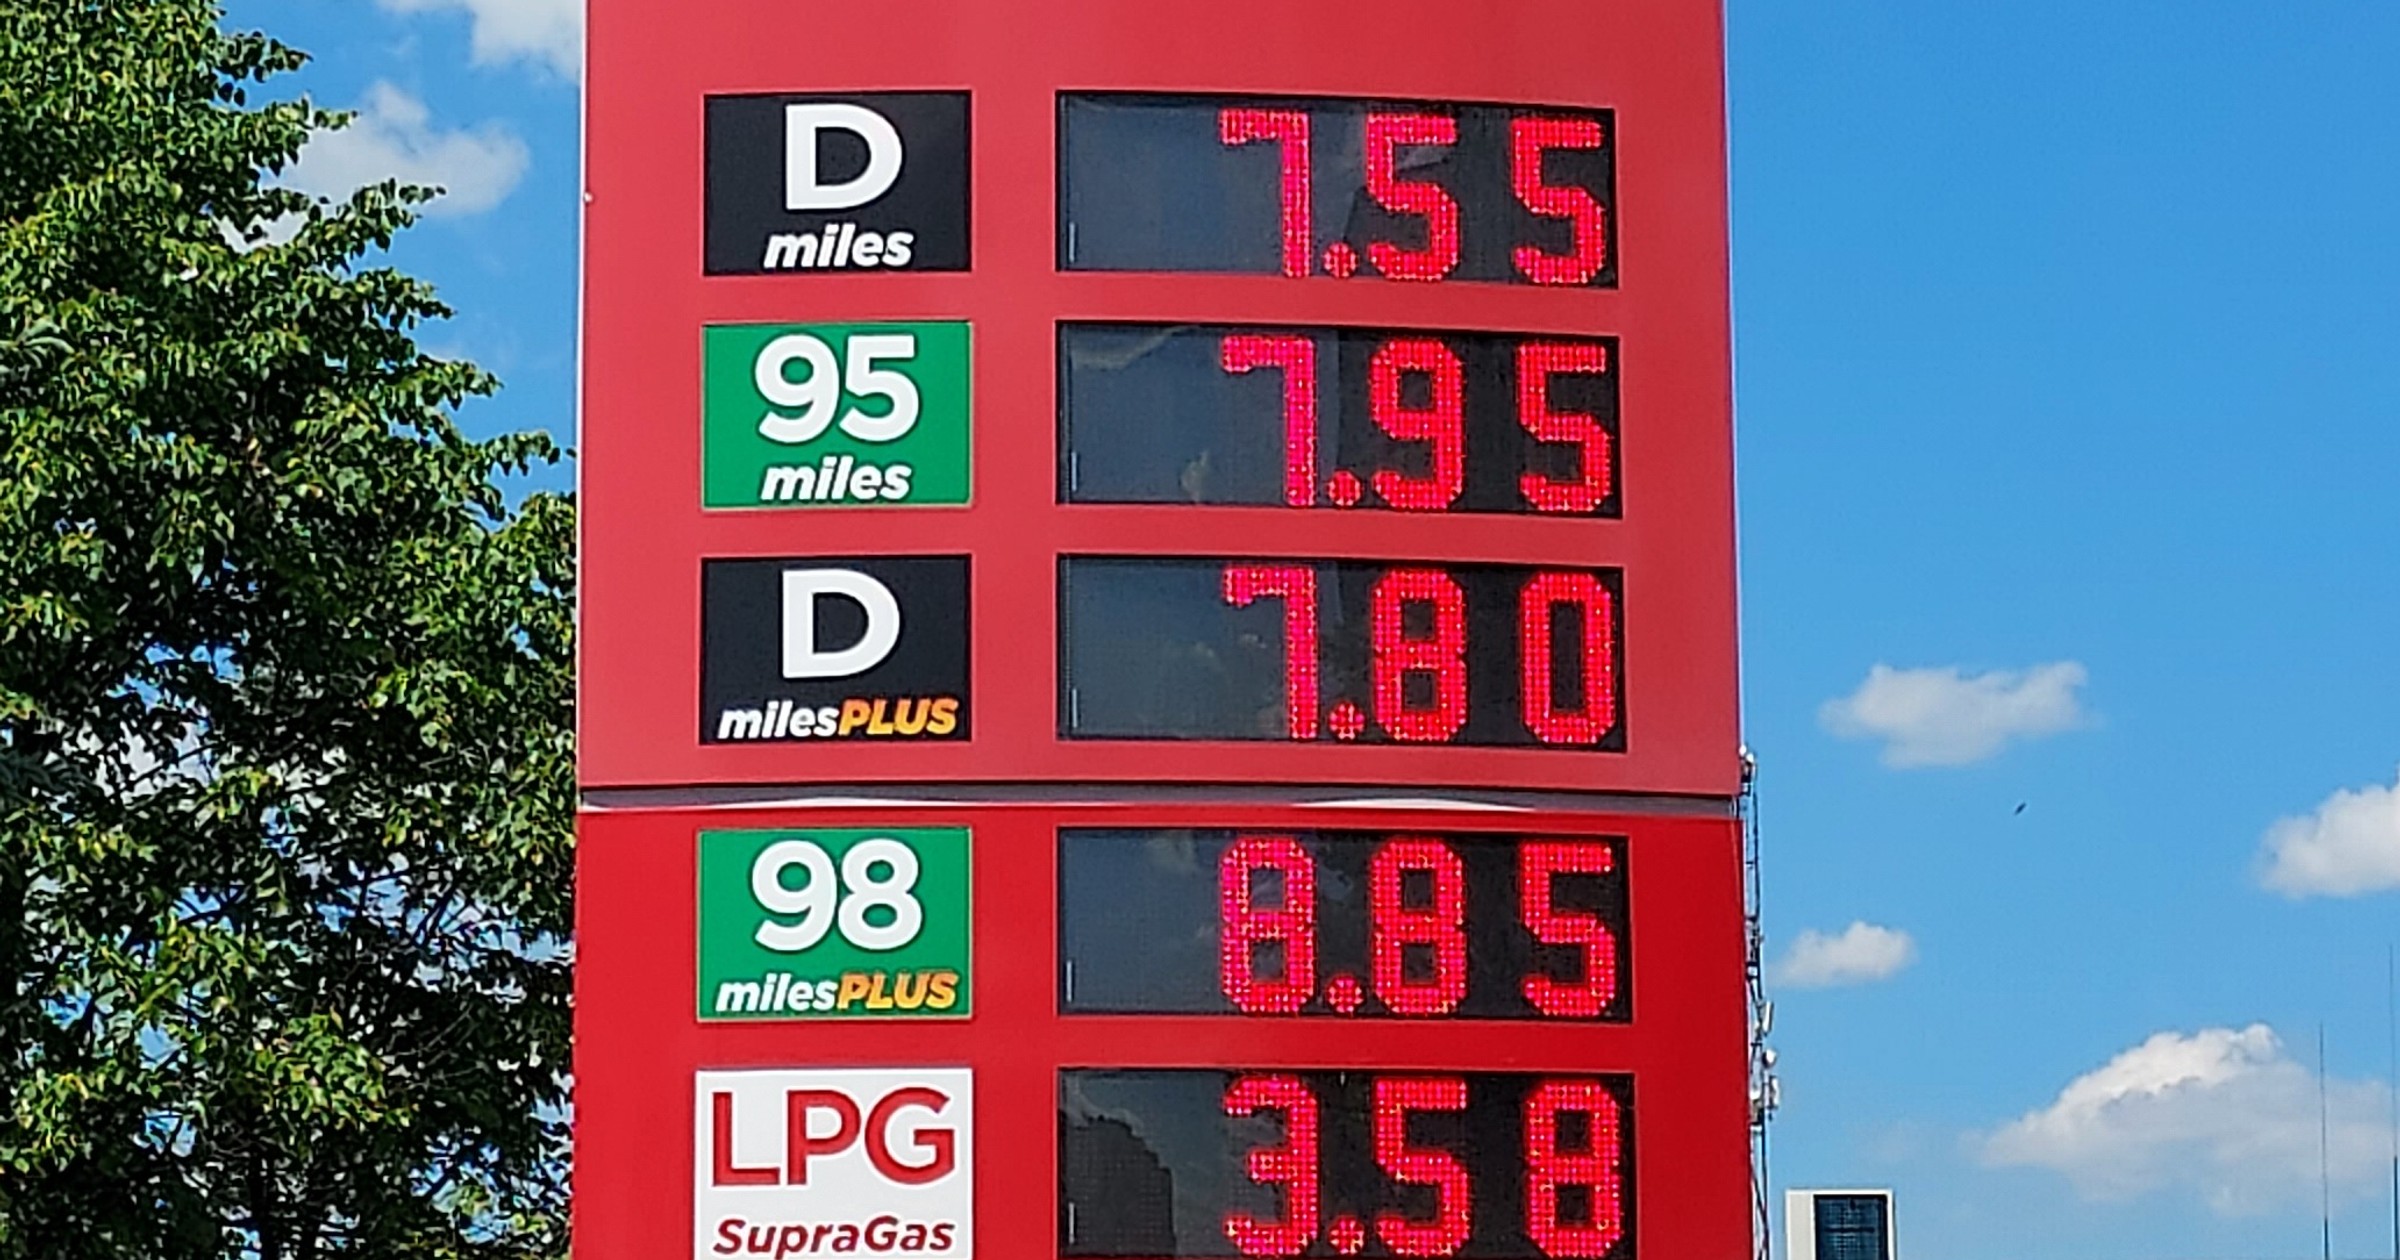 D 7.55
miles
95 7.95
miles
D 7.80
milesPLUS
98 8.85
milesPLUS
LPG 3.58
SupraGas